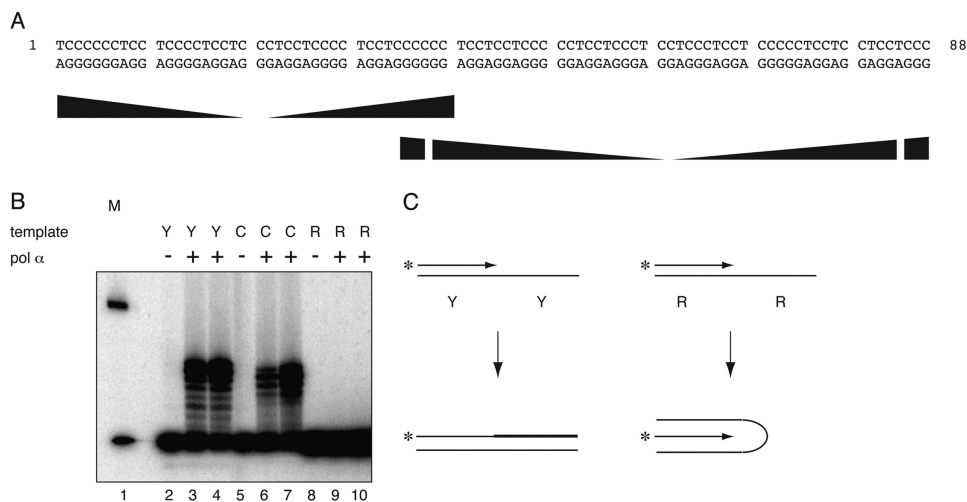 A
1 TCCCCCCTCC TCCCCTCCTC CCTCCTCCCC TCCTCCCCCC TCCTCCTCCC CCTCCTCCCT CCTCCCTCCT CCCCCTCCTC CTCCTCCC 88
AGGGGGGAGG AGGGGAGGAG GGAGGAGGGG AGGAGGGGGG AGGAGGAGGG GGAGGAGGGA GGAGGGAGGA GGGGGAGGAG GAGGAGGG
B
M
template Y Y Y C C C R R R
pol α - + + - + + - + +
1 2 3 4 5 6 7 8 9 10
C
* *
Y Y R R
* *